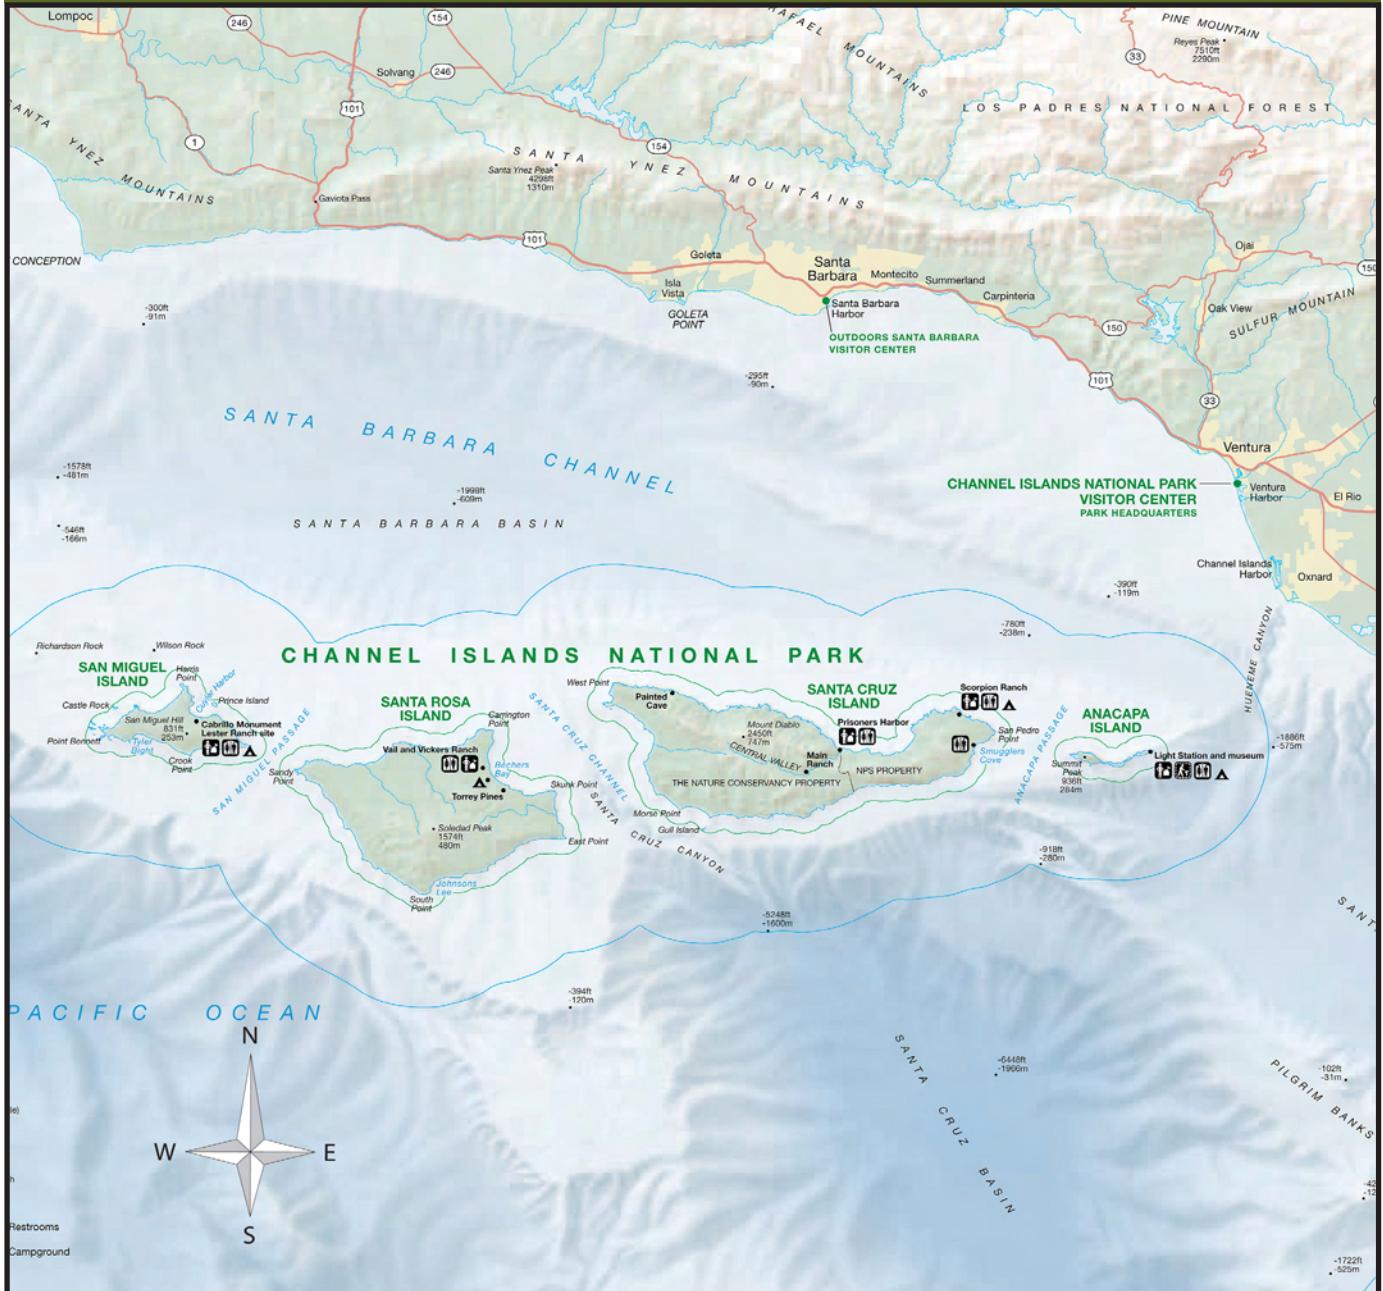 Lompoc
246
154
RAFAEL MOUNTAINS
PINE MOUNTAIN
Reyes Peak
7510ft
2290m
33
Solvang
246
101
LOS PADRES NATIONAL FOREST
SANTA YNEZ MOUNTAINS
1
154
SANTA YNEZ MOUNTAINS
Santa Ynez Peak
4298ft
1310m
Gaviota Pass
101
CONCEPTION
Goleta
Santa
Barbara
Montecito
Summerland
Carpinteria
Isla
Vista
GOLETA
POINT
Santa Barbara
Harbor
OUTDOORS SANTA BARBARA
VISITOR CENTER
Ojai
150
Oak View
SULFUR MOUNTAIN
150
-300ft
-91m
-295ft
-90m
101
33
SANTA BARBARA CHANNEL
Ventura
-1578ft
-481m
-1998ft
-609m
CHANNEL ISLANDS NATIONAL PARK
VISITOR CENTER
PARK HEADQUARTERS
Ventura
Harbor
El Rio
SANTA BARBARA BASIN
-546ft
-166m
Channel Islands
Harbor
Oxnard
-390ft
-119m
-780ft
-238m
HUENEME CANYON
Richardson Rock
Wilson Rock
CHANNEL ISLANDS NATIONAL PARK
SAN MIGUEL
ISLAND
Harris
Point
Cuyler Harbor
Prince Island
Castle Rock
San Miguel Hill
831ft
253m
Cabrillo Monument
Lester Ranch site
Point Bennett
Tyler
Bight
Crook
Point
SAN MIGUEL PASSAGE
SANTA ROSA
ISLAND
Carrington
Point
Vail and Vickers Ranch
Bechers
Bay
Sandy
Point
Torrey Pines
Skunk Point
Soledad Peak
1574ft
480m
East Point
Johnsons
Lee
South
Point
SANTA CRUZ CHANNEL
SANTA CRUZ CANYON
West Point
Painted
Cave
SANTA CRUZ
ISLAND
Scorpion Ranch
Mount Diablo
2450ft
747m
Prisoners Harbor
San Pedro
Point
CENTRAL VALLEY
Main
Ranch
Smugglers
Cove
NPS PROPERTY
THE NATURE CONSERVANCY PROPERTY
Morse Point
Gull Island
ANACAPA PASSAGE
ANACAPA
ISLAND
Summit
Peak
936ft
284m
Light Station and museum
-1886ft
-575m
-918ft
-280m
-5248ft
-1600m
SANT
-394ft
-120m
PACIFIC OCEAN
N
W
E
S
SANTA CRUZ BASIN
-6448ft
-1966m
-102ft
-31m
PILGRIM BANKS
Restrooms
Campground
-1722ft
-525m